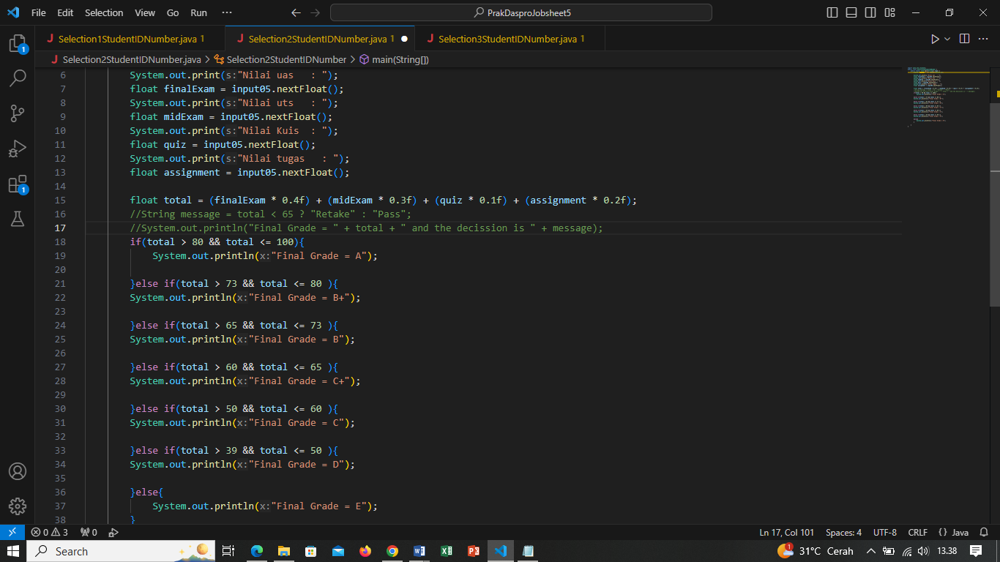 File Edit Selection View Go Run ··· ← → PrakDasproJobsheet5
J Selection1StudentIDNumber.java 1 J Selection2StudentIDNumber.java 1 ● J Selection3StudentIDNumber.java 1
J Selection2StudentIDNumber.java > Selection2StudentIDNumber > main(String[])
6 System.out.print(s:"Nilai uas   : ");
7 float finalExam = input05.nextFloat();
8 System.out.print(s:"Nilai uts   : ");
9 float midExam = input05.nextFloat();
10 System.out.print(s:"Nilai Kuis  : ");
11 float quiz = input05.nextFloat();
12 System.out.print(s:"Nilai tugas   : ");
13 float assignment = input05.nextFloat();
14
15 float total = (finalExam * 0.4f) + (midExam * 0.3f) + (quiz * 0.1f) + (assignment * 0.2f);
16 //String message = total < 65 ? "Retake" : "Pass";
17 //System.out.println("Final Grade = " + total + " and the decission is " + message);
18 if(total > 80 && total <= 100){
19 System.out.println(x:"Final Grade = A");
20
21 }else if(total > 73 && total <= 80 ){
22 System.out.println(x:"Final Grade = B+");
23
24 }else if(total > 65 && total <= 73 ){
25 System.out.println(x:"Final Grade = B");
26
27 }else if(total > 60 && total <= 65 ){
28 System.out.println(x:"Final Grade = C+");
29
30 }else if(total > 50 && total <= 60 ){
31 System.out.println(x:"Final Grade = C");
32
33 }else if(total > 39 && total <= 50 ){
34 System.out.println(x:"Final Grade = D");
35
36 }else{
37 System.out.println(x:"Final Grade = E");
38 }
1
1
0 3 0 Ln 17, Col 101 Spaces: 4 UTF-8 CRLF {} Java
Search 1 31°C Cerah 13.38